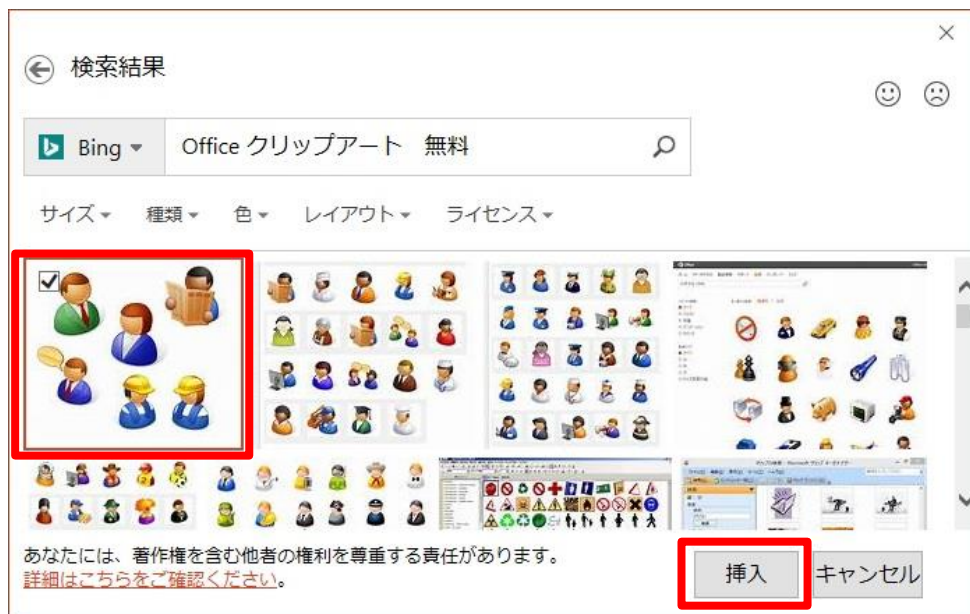 検索結果
Bing
Office クリップアート　無料
サイズ 種類 色 レイアウト ライセンス
あなたには、著作権を含む他者の権利を尊重する責任があります。
詳細はこちらをご確認ください。
挿入 キャンセル